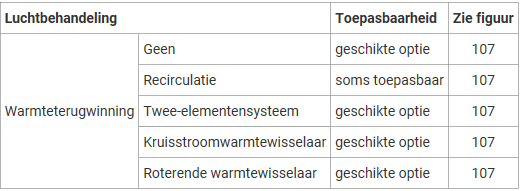 Luchtbehandeling Toepasbaarheid Zie figuur
Geen geschikte optie 107
Recirculatie soms toepasbaar 107
Warmteterugwinning Twee-elementensysteem geschikte optie 107
Kruisstroomwarmtewisselaar geschikte optie 107
Roterende warmtewisselaar geschikte optie 107